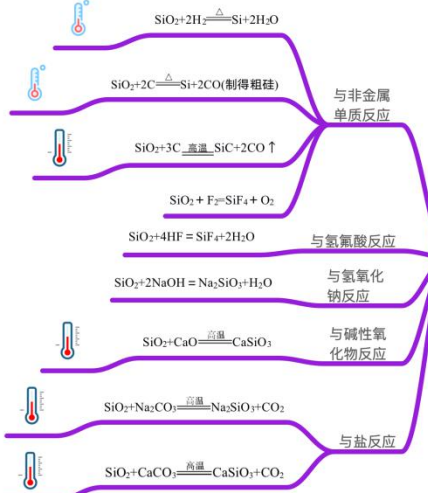 SiO₂+2H₂ =△= Si+2H₂O
SiO₂+2C =△= Si+2CO(制得粗硅)
与非金属
单质反应
SiO₂+3C =高温= SiC+2CO↑
SiO₂+F₂=SiF₄+O₂
SiO₂+4HF=SiF₄+2H₂O
与氢氟酸反应
SiO₂+2NaOH=Na₂SiO₃+H₂O
与氢氧化
钠反应
SiO₂+CaO =高温= CaSiO₃
与碱性氧
化物反应
SiO₂+Na₂CO₃ =高温= Na₂SiO₃+CO₂
与盐反应
SiO₂+CaCO₃ =高温= CaSiO₃+CO₂